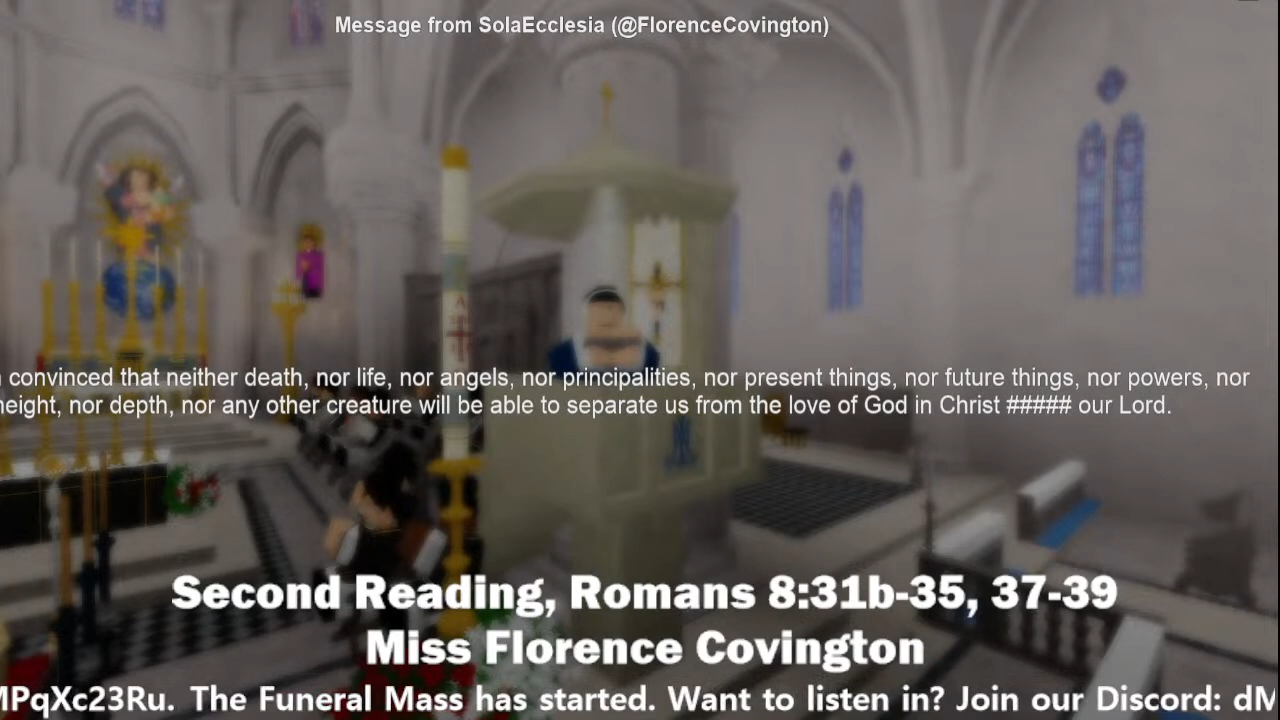 Message from SolaEcclesia (@FlorenceCovington)
convinced that neither death, nor life, nor angels, nor principalities, nor present things, nor future things, nor powers, nor
height, nor depth, nor any other creature will be able to separate us from the love of God in Christ ##### our Lord.
Second Reading, Romans 8:31b-35, 37-39
Miss Florence Covington
MPqXc23Ru. The Funeral Mass has started. Want to listen in? Join our Discord: dM